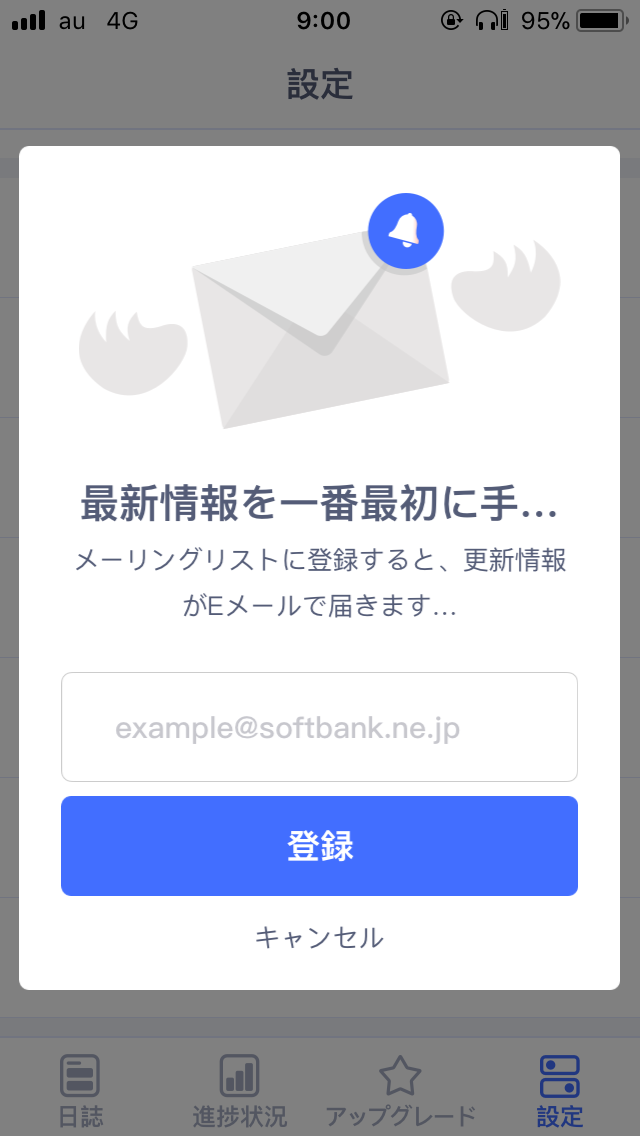 au 4G 9:00 95%
設定
最新情報を一番最初に手...
メーリングリストに登録すると、更新情報
がEメールで届きます...
example@softbank.ne.jp
登録
キャンセル
日誌 進捗状況 アップグレード 設定